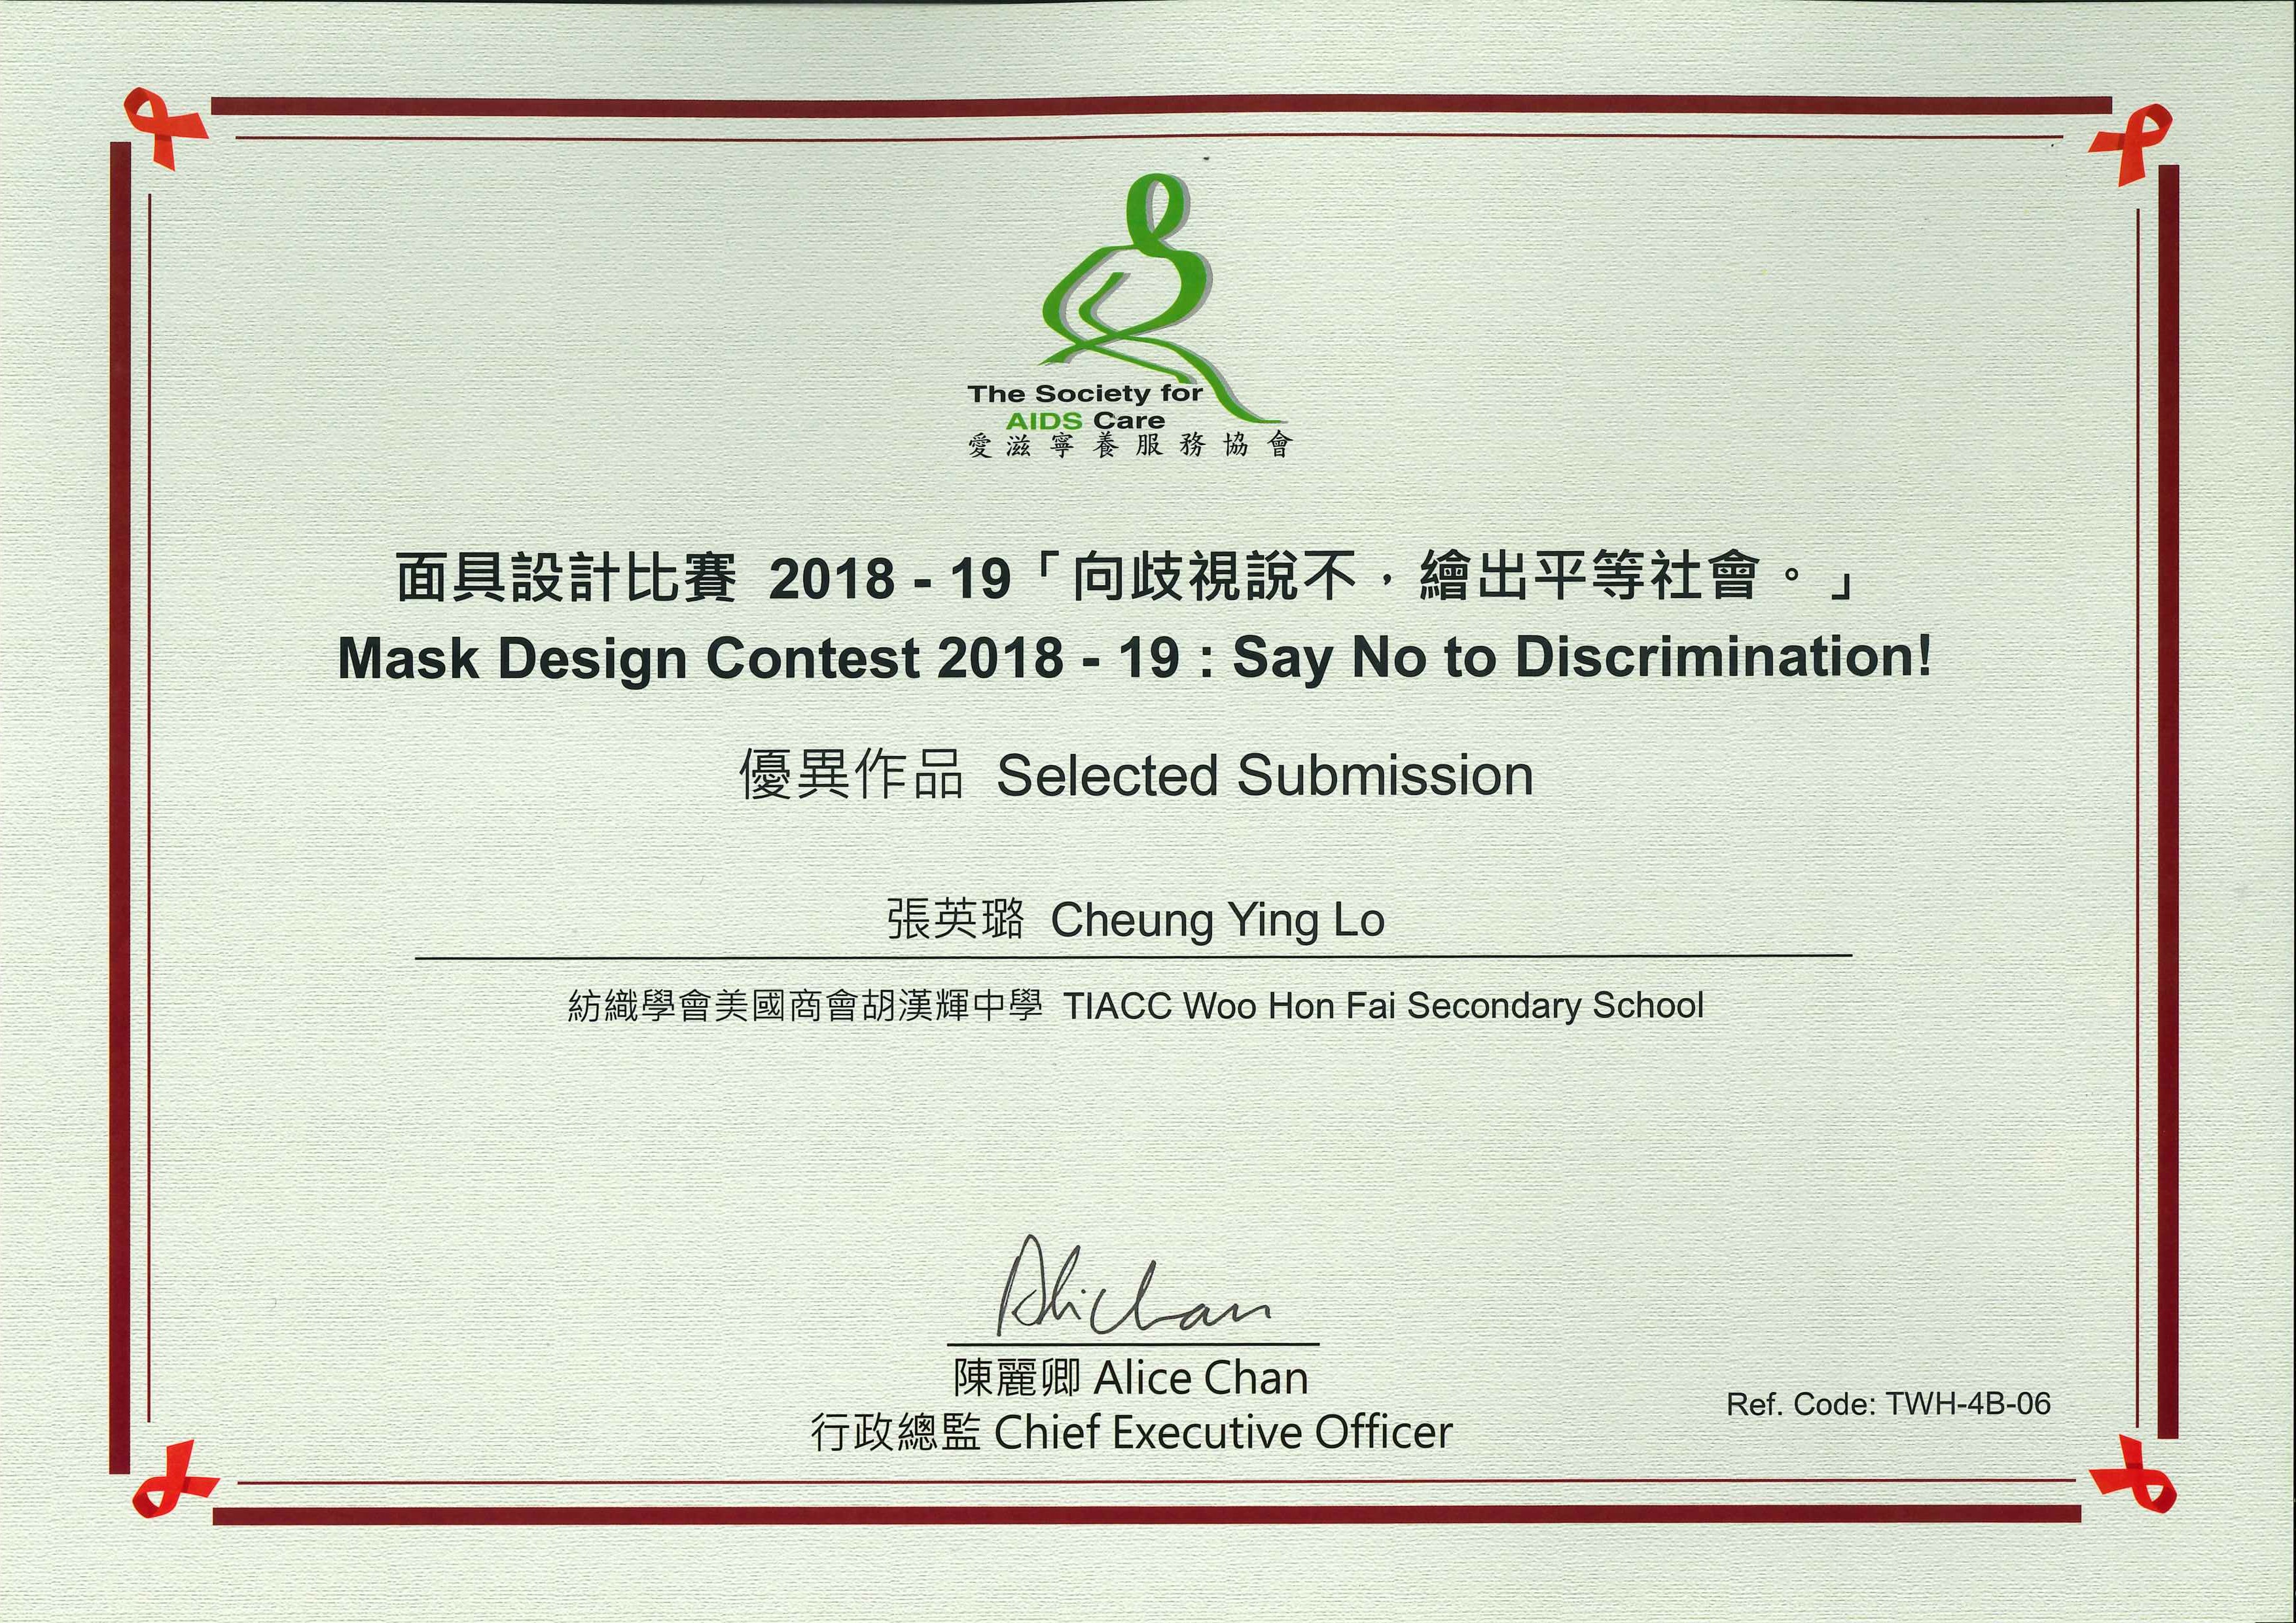 The Society for
AIDS Care
愛滋寧養服務協會
面具設計比賽 2018 - 19「向歧視說不，繪出平等社會。」
Mask Design Contest 2018 - 19 : Say No to Discrimination!
優異作品 Selected Submission
張英璐 Cheung Ying Lo
紡織學會美國商會胡漢輝中學 TIACC Woo Hon Fai Secondary School
Alichan
陳麗卿 Alice Chan
行政總監 Chief Executive Officer
Ref. Code: TWH-4B-06